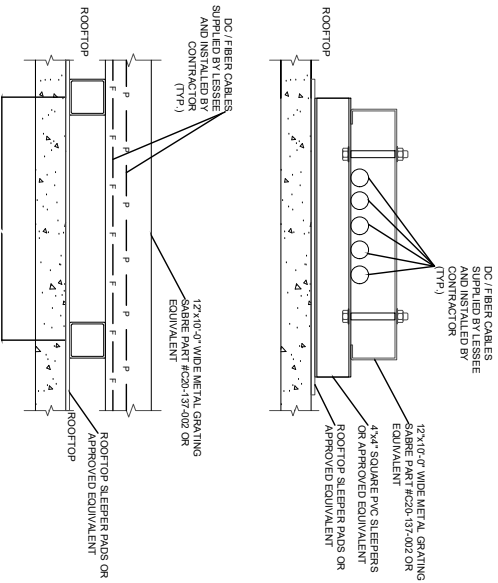 ROOFTOP
DC / FIBER CABLES
SUPPLIED BY LESSEE
AND INSTALLED BY
CONTRACTOR
(TYP.)
12"x10'-0" WIDE METAL GRATING
SABRE PART #C20-137-002 OR
EQUIVALENT
4"x4" SQUARE PVC SLEEPERS
OR APPROVED EQUIVALENT
ROOFTOP SLEEPER PADS OR
APPROVED EQUIVALENT
ROOFTOP
DC / FIBER CABLES
SUPPLIED BY LESSEE
AND INSTALLED BY
CONTRACTOR
(TYP.)
P P P P P
F F F F F
12"x10'-0" WIDE METAL GRATING
SABRE PART #C20-137-002 OR
EQUIVALENT
ROOFTOP
ROOFTOP SLEEPER PADS OR
APPROVED EQUIVALENT